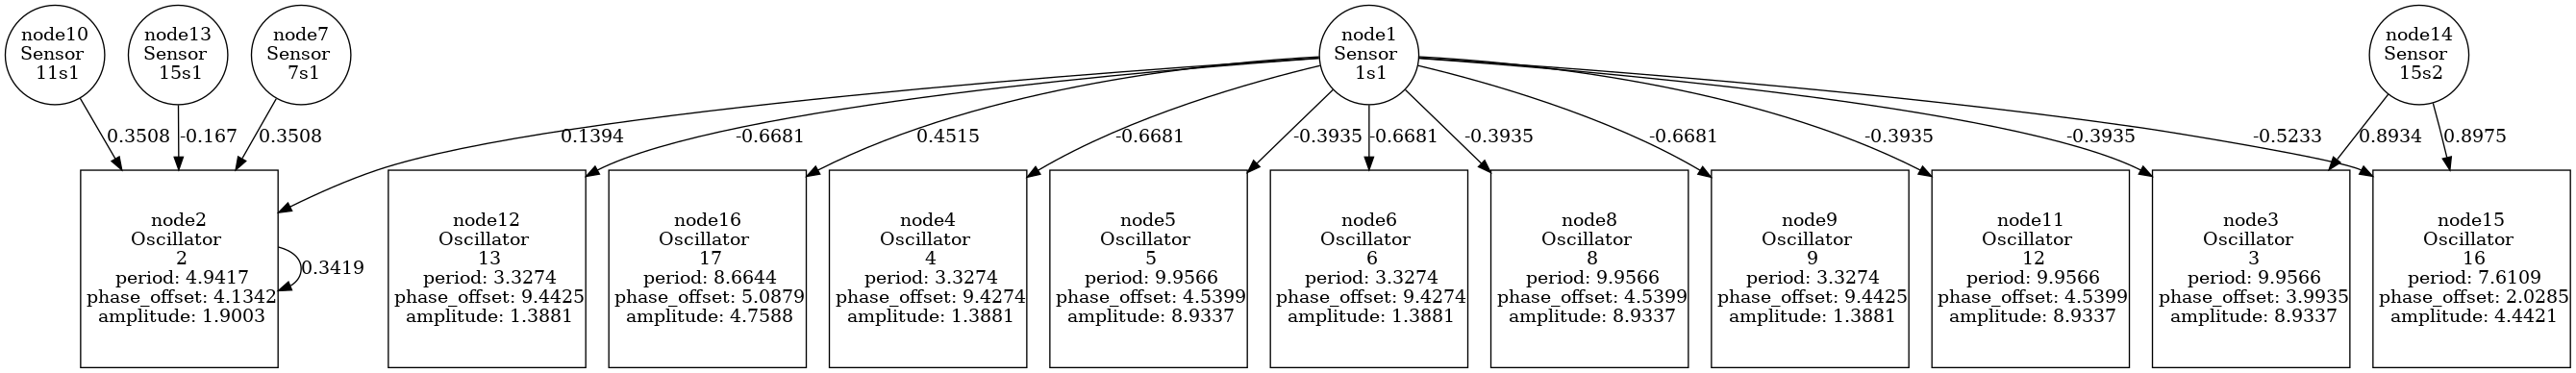 node10
Sensor
11s1
node13
Sensor
15s1
node7
Sensor
7s1
node1
Sensor
1s1
node14
Sensor
15s2
0.3508
-0.167
0.3508
0.1394
-0.6681
0.4515
-0.6681
-0.3935
-0.6681
-0.3935
-0.6681
-0.3935
-0.3935
-0.5233
0.8934
0.8975
node2
Oscillator
2
period: 4.9417
phase_offset: 4.1342
amplitude: 1.9003
0.3419
node12
Oscillator
13
period: 3.3274
phase_offset: 9.4425
amplitude: 1.3881
node16
Oscillator
17
period: 8.6644
phase_offset: 5.0879
amplitude: 4.7588
node4
Oscillator
4
period: 3.3274
phase_offset: 9.4274
amplitude: 1.3881
node5
Oscillator
5
period: 9.9566
phase_offset: 4.5399
amplitude: 8.9337
node6
Oscillator
6
period: 3.3274
phase_offset: 9.4274
amplitude: 1.3881
node8
Oscillator
8
period: 9.9566
phase_offset: 4.5399
amplitude: 8.9337
node9
Oscillator
9
period: 3.3274
phase_offset: 9.4425
amplitude: 1.3881
node11
Oscillator
12
period: 9.9566
phase_offset: 4.5399
amplitude: 8.9337
node3
Oscillator
3
period: 9.9566
phase_offset: 3.9935
amplitude: 8.9337
node15
Oscillator
16
period: 7.6109
phase_offset: 2.0285
amplitude: 4.4421